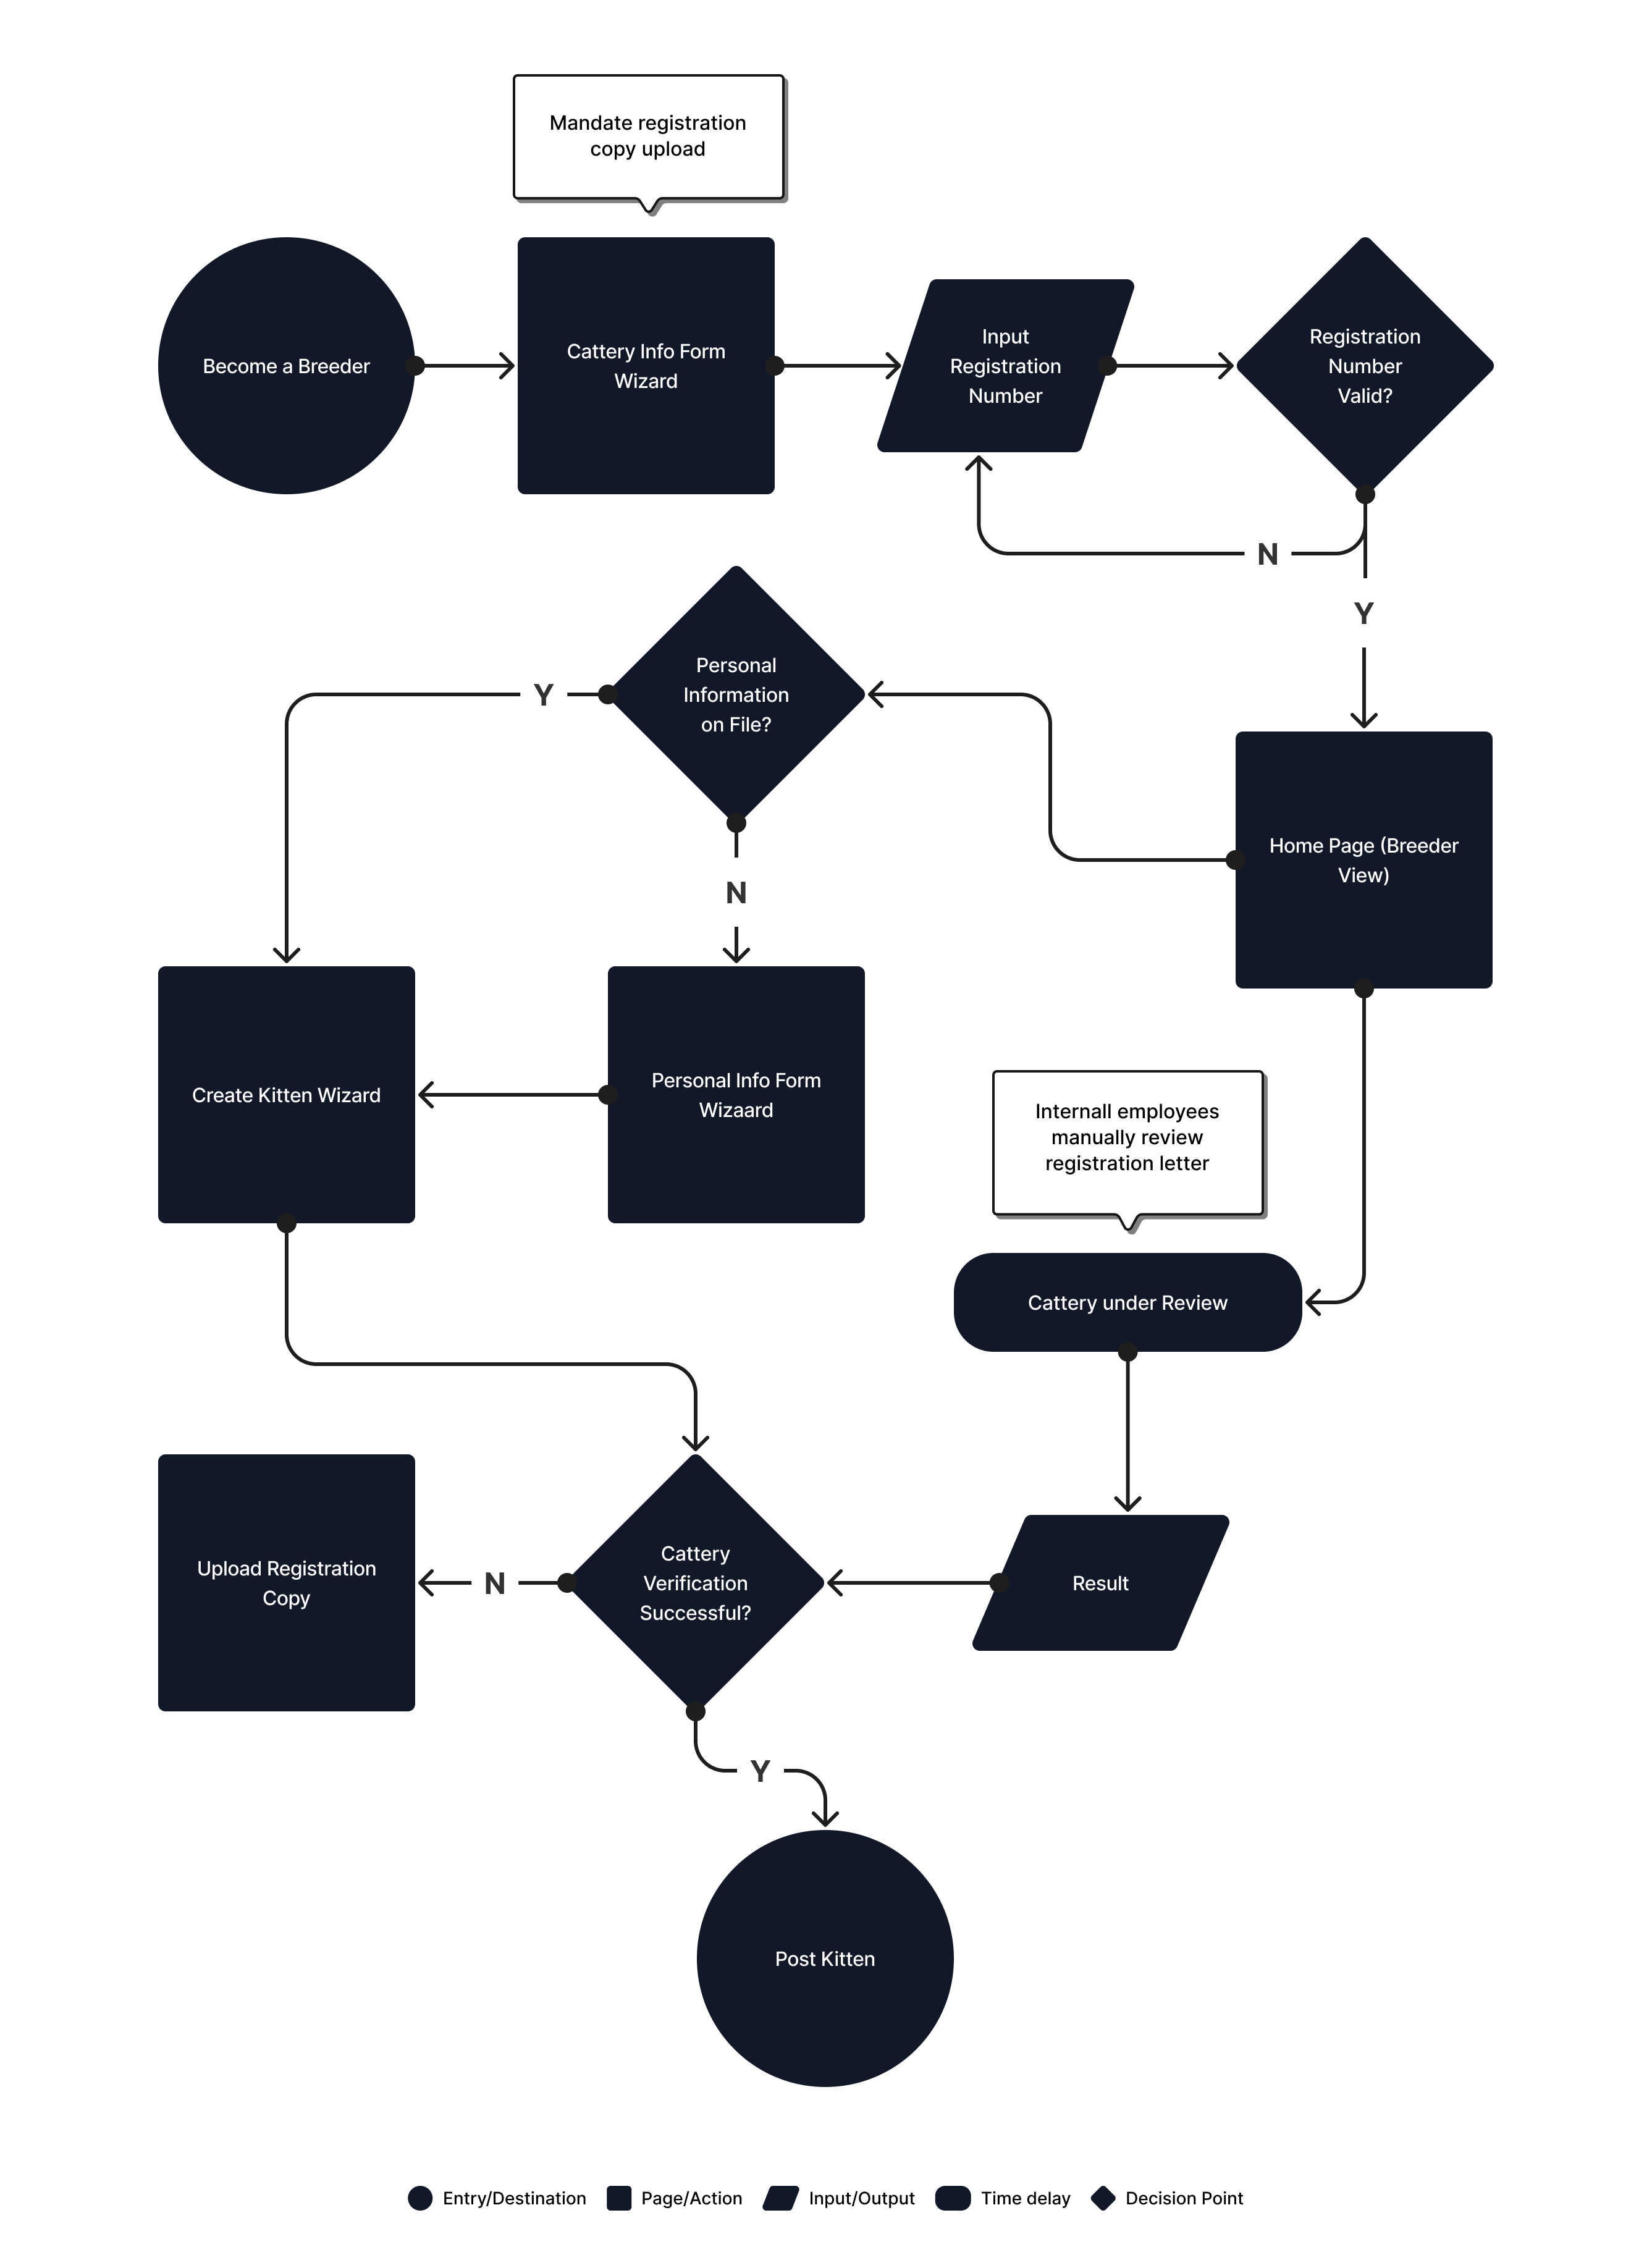 Mandate registration
copy upload
Become a Breeder
Cattery Info Form
Wizard
Input
Registration
Number
Registration
Number
Valid?
N
Y
Personal
Information
on File?
Y
N
Home Page (Breeder
View)
Create Kitten Wizard
Personal Info Form
Wizaard
Internall employees
manually review
registration letter
Cattery under Review
Upload Registration
Copy
N
Cattery
Verification
Successful?
Result
Y
Post Kitten
Entry/Destination
Page/Action
Input/Output
Time delay
Decision Point